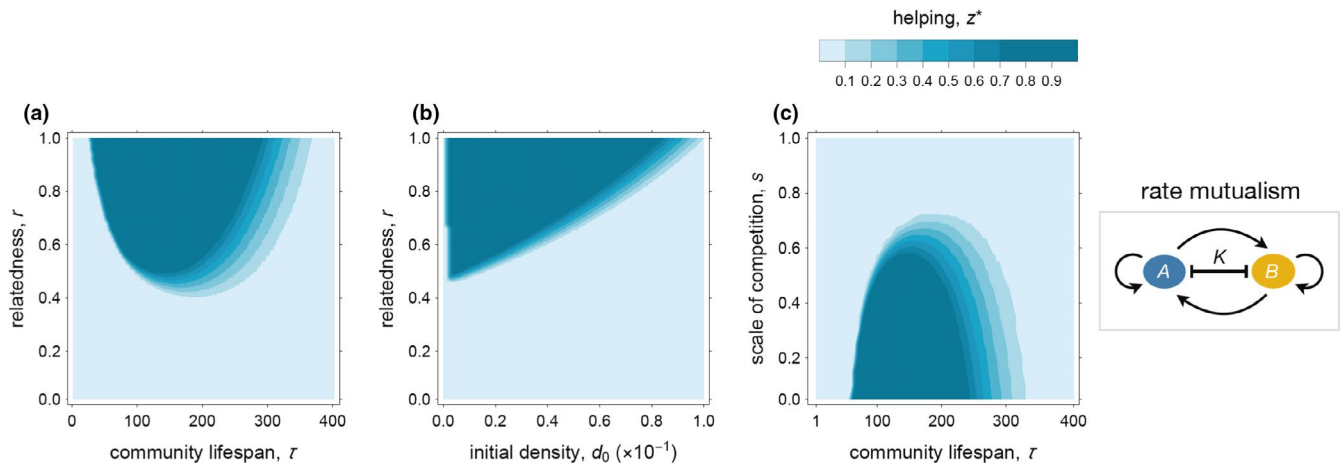 helping, z*
0.1 0.2 0.3 0.4 0.5 0.6 0.7 0.8 0.9
(a)
relatedness, r
1.0
0.8
0.6
0.4
0.2
0.0
0 100 200 300 400
community lifespan, τ
(b)
relatedness, r
1.0
0.8
0.6
0.4
0.2
0.0
0.0 0.2 0.4 0.6 0.8 1.0
initial density, d₀ (×10⁻¹)
(c)
scale of competition, s
1.0
0.8
0.6
0.4
0.2
0.0
1 100 200 300 400
community lifespan, τ
rate mutualism
A K B